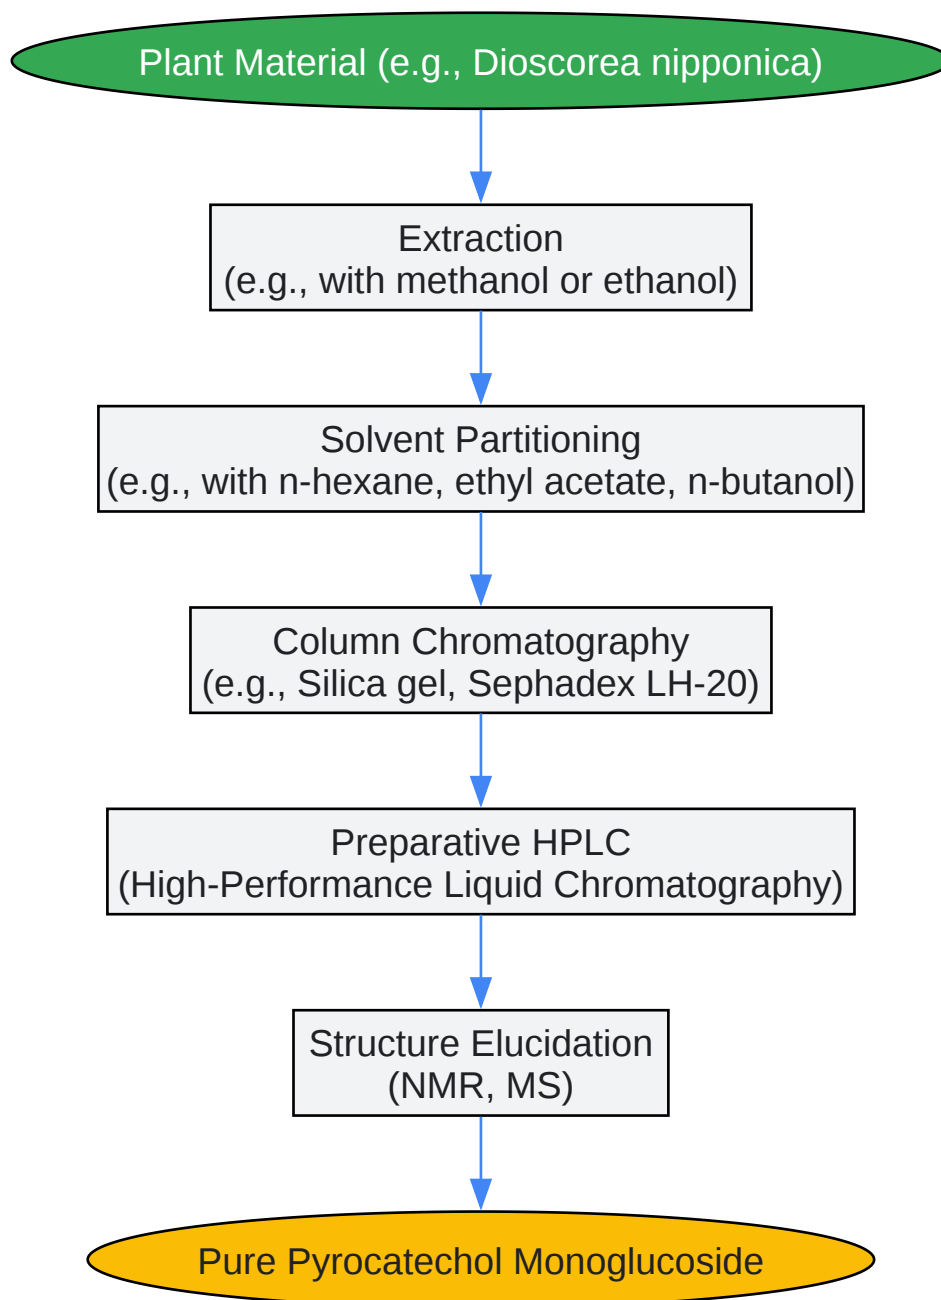 Plant Material (e.g., Dioscorea nipponica)
Extraction
(e.g., with methanol or ethanol)
Solvent Partitioning
(e.g., with n-hexane, ethyl acetate, n-butanol)
Column Chromatography
(e.g., Silica gel, Sephadex LH-20)
Preparative HPLC
(High-Performance Liquid Chromatography)
Structure Elucidation
(NMR, MS)
Pure Pyrocatechol Monoglucoside